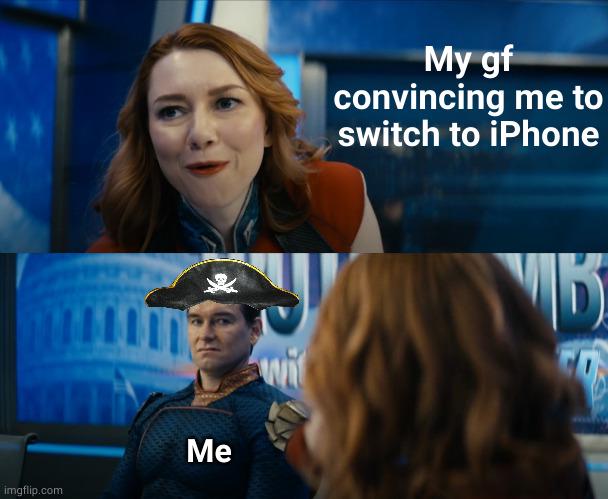 My gf
convincing me to
switch to iPhone
Me
imgflip.com